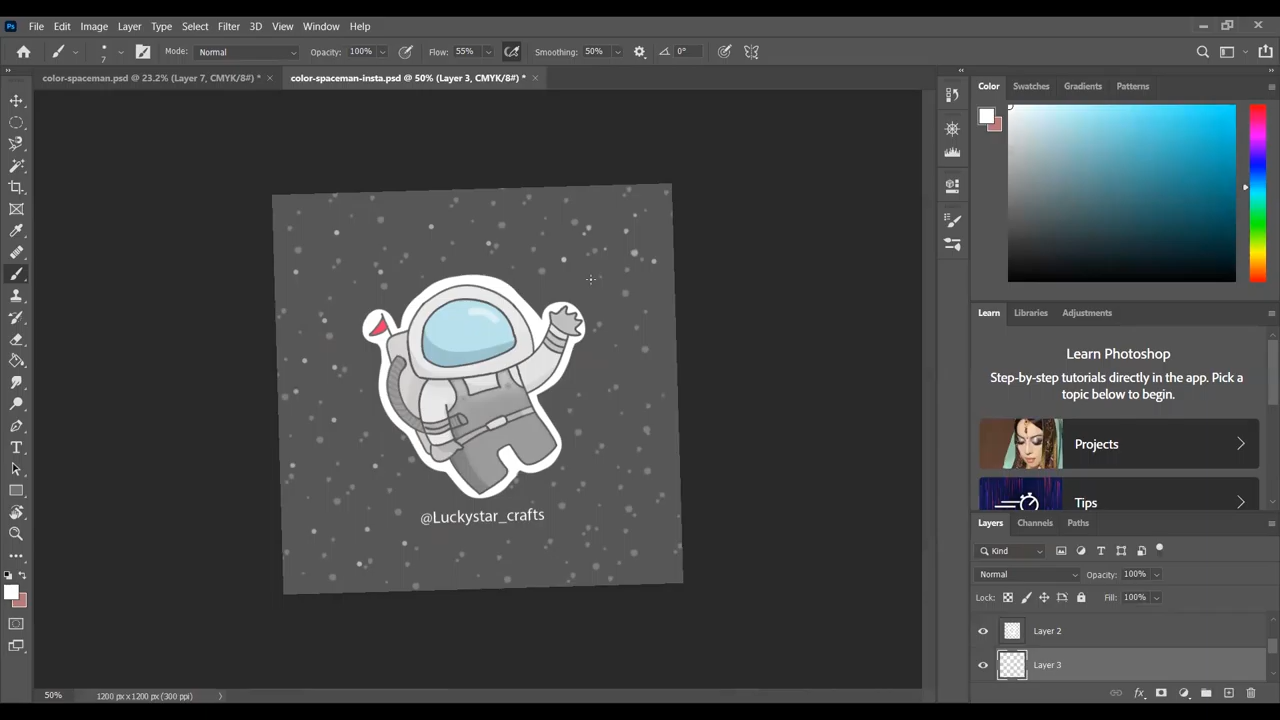 Ps File Edit Image Layer Type Select Filter 3D View Window Help
7 Mode: Normal Opacity: 100% Flow: 55% Smoothing: 50% 0°
color-spaceman.psd @ 23.2% (Layer 7, CMYK/8#) * × color-spaceman-insta.psd @ 50% (Layer 3, CMYK/8#) * ×
Color Swatches Gradients Patterns
Learn Libraries Adjustments
Learn Photoshop
Step-by-step tutorials directly in the app. Pick a
topic below to begin.
Projects
Tips
@Luckystar_crafts
Layers Channels Paths
Kind
Normal Opacity: 100%
Lock: Fill: 100%
Layer 2
Layer 3
50% 1200 px x 1200 px (300 ppi)